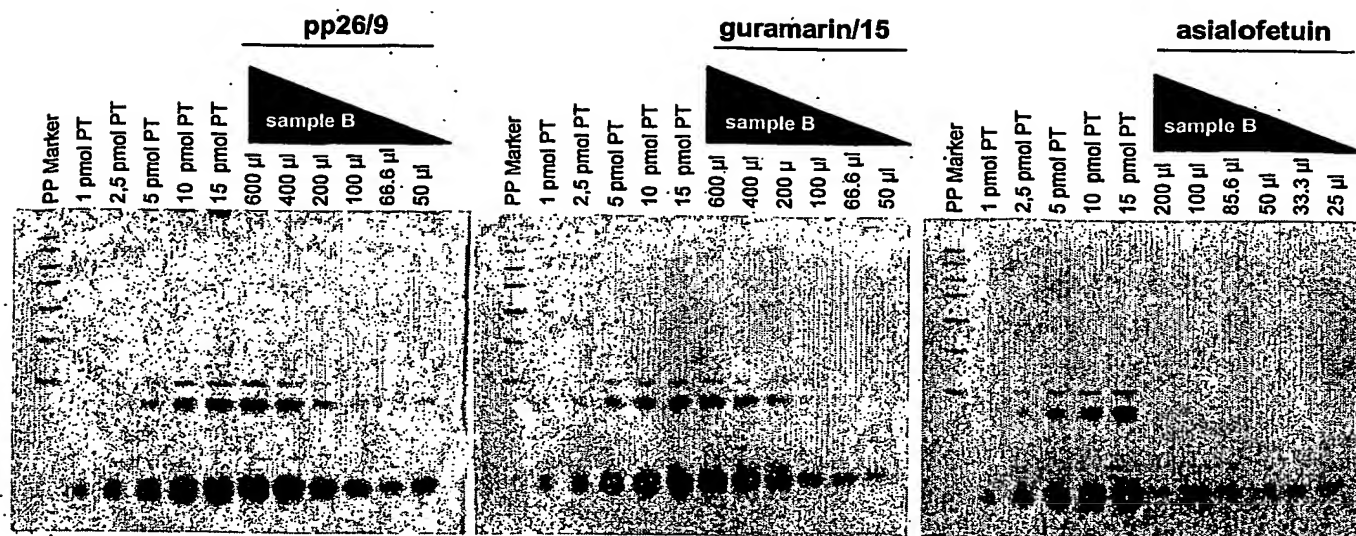 pp26/9
guramarin/15
asialofetuin
sample B
sample B
sample B
PP Marker
1 pmol PT
2,5 pmol PT
5 pmol PT
10 pmol PT
15 pmol PT
600 µl
400 µl
200 µl
100 µl
66.6 µl
50 µl
PP Marker
1 pmol PT
2,5 pmol PT
5 pmol PT
10 pmol PT
15 pmol PT
600 µl
400 µl
200 µ
100 µl
66.6 µl
50 µl
PP Marker
1 pmol PT
2,5 pmol PT
5 pmol PT
10 pmol PT
15 pmol PT
200 µl
100 µl
85.6 µl
50 µl
33.3 µl
25 µl